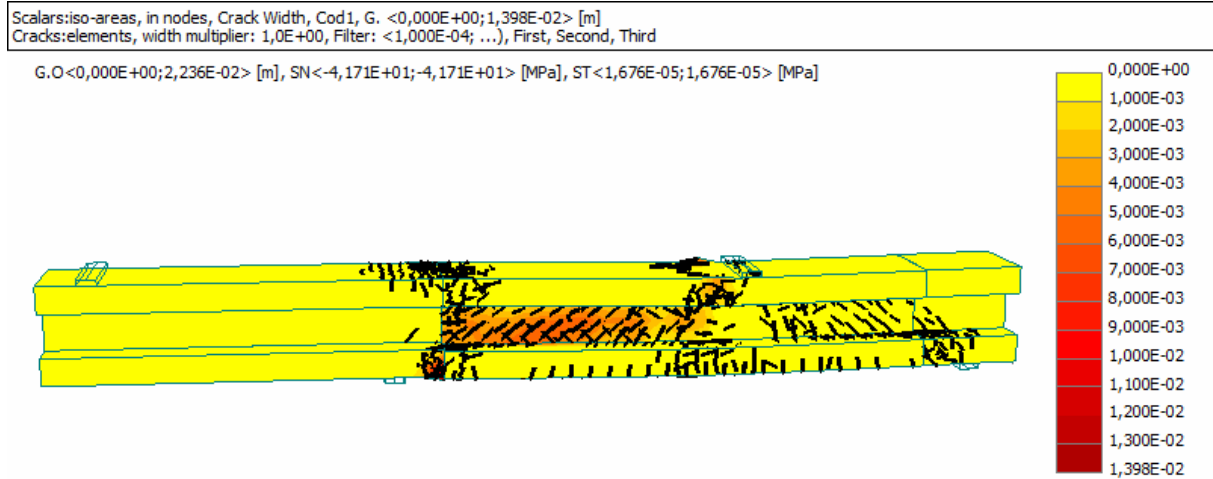 Scalars:iso-areas, in nodes, Crack Width, Cod1, G. <0,000E+00;1,398E-02> [m]
Cracks:elements, width multiplier: 1,0E+00, Filter: <1,000E-04; ...), First, Second, Third
G.O<0,000E+00;2,236E-02> [m], SN<-4,171E+01;-4,171E+01> [MPa], ST<1,676E-05;1,676E-05> [MPa]
0,000E+00
1,000E-03
2,000E-03
3,000E-03
4,000E-03
5,000E-03
6,000E-03
7,000E-03
8,000E-03
9,000E-03
1,000E-02
1,100E-02
1,200E-02
1,300E-02
1,398E-02